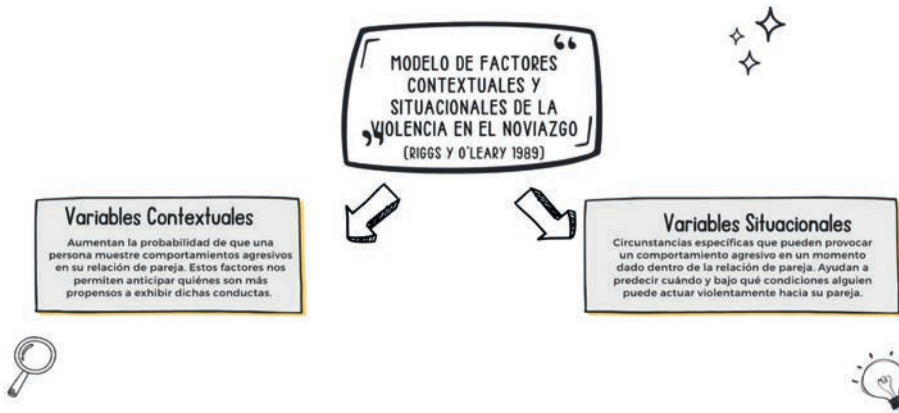 MODELO DE FACTORES
CONTEXTUALES Y
SITUACIONALES DE LA
VIOLENCIA EN EL NOVIAZGO
(RIGGS Y O'LEARY 1989)
Variables Contextuales
Aumentan la probabilidad de que una
persona muestre comportamientos agresivos
en su relación de pareja. Estos factores nos
permiten anticipar quiénes son más
propensos a exhibir dichas conductas.
Variables Situacionales
Circunstancias específicas que pueden provocar
un comportamiento agresivo en un momento
dado dentro de la relación de pareja. Ayudan a
predecir cuándo y bajo qué condiciones alguien
puede actuar violentamente hacia su pareja.